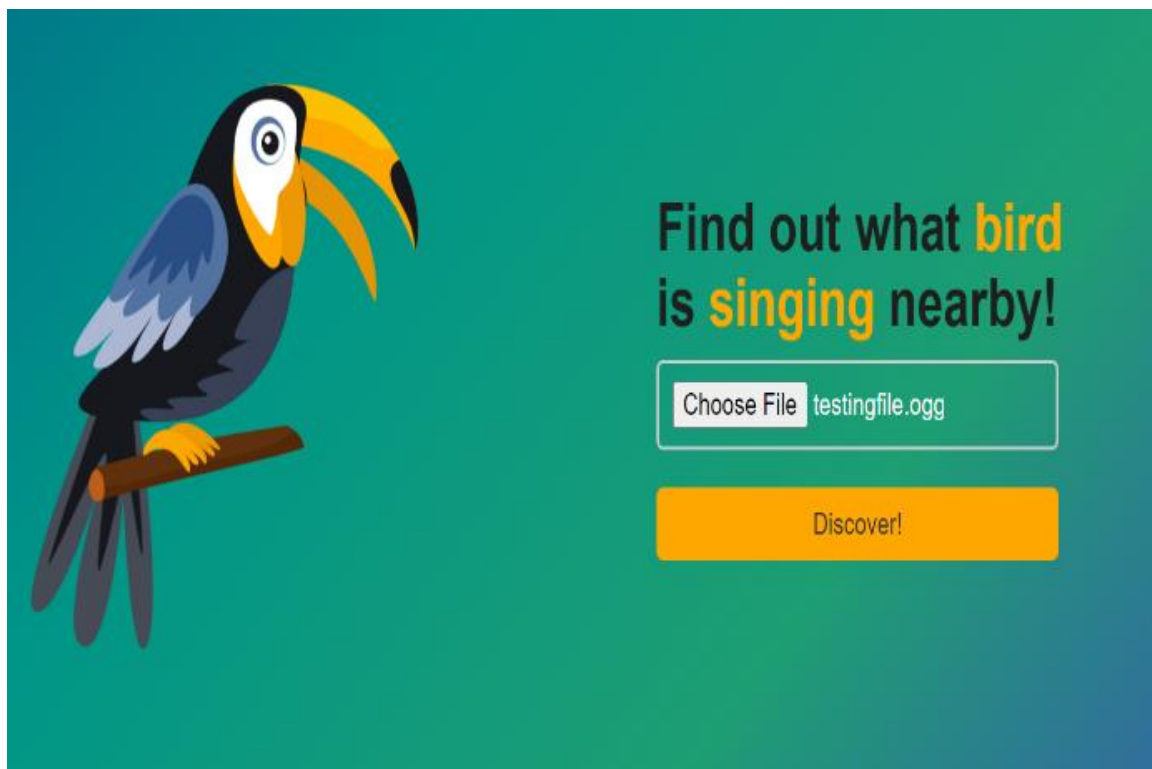 Find out what bird
is singing nearby!
Choose File testingfile.ogg
Discover!